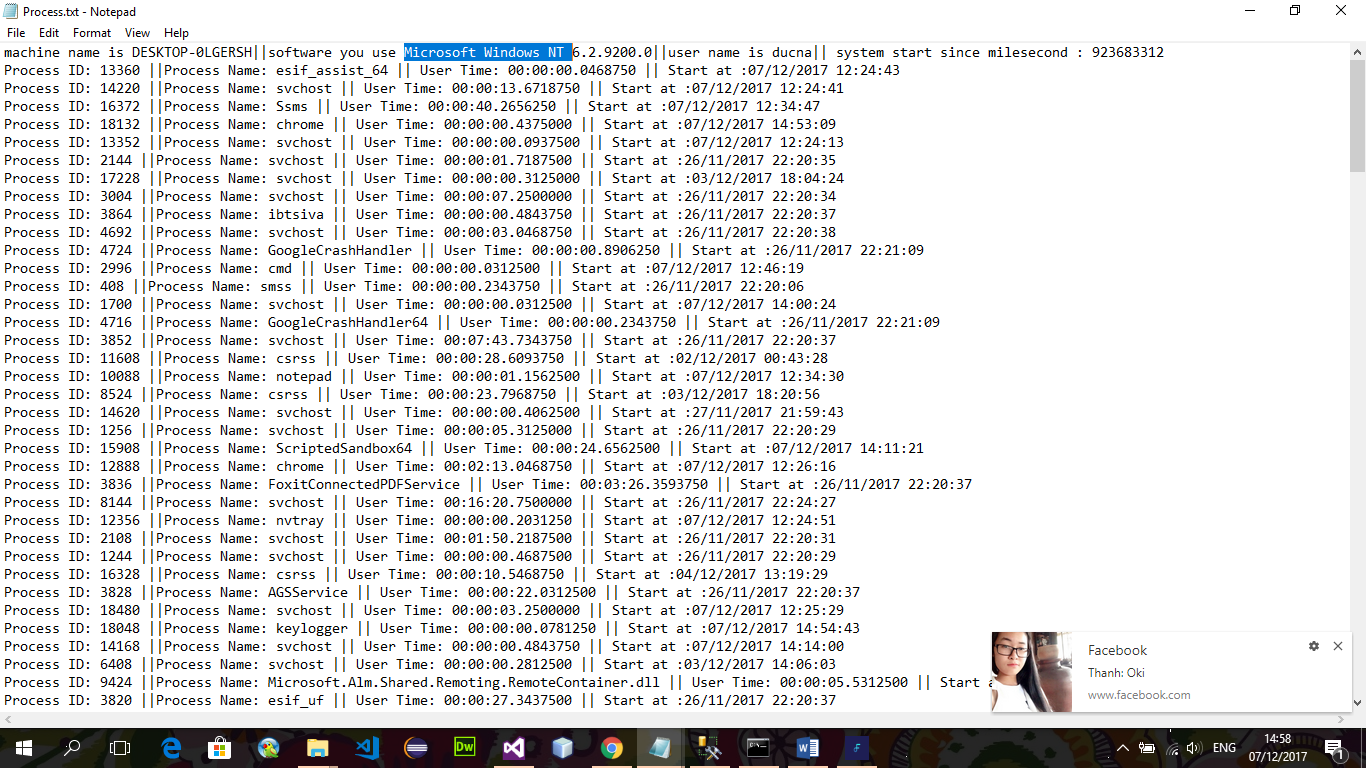 Process.txt - Notepad
File Edit Format View Help
machine name is DESKTOP-0LGERSH||software you use Microsoft Windows NT 6.2.9200.0||user name is ducna|| system start since milesecond : 923683312
Process ID: 13360 ||Process Name: esif_assist_64 || User Time: 00:00:00.0468750 || Start at :07/12/2017 12:24:43
Process ID: 14220 ||Process Name: svchost || User Time: 00:00:13.6718750 || Start at :07/12/2017 12:24:41
Process ID: 16372 ||Process Name: Ssms || User Time: 00:00:40.2656250 || Start at :07/12/2017 12:34:47
Process ID: 18132 ||Process Name: chrome || User Time: 00:00:00.4375000 || Start at :07/12/2017 14:53:09
Process ID: 13352 ||Process Name: svchost || User Time: 00:00:00.0937500 || Start at :07/12/2017 12:24:13
Process ID: 2144 ||Process Name: svchost || User Time: 00:00:01.7187500 || Start at :26/11/2017 22:20:35
Process ID: 17228 ||Process Name: svchost || User Time: 00:00:00.3125000 || Start at :03/12/2017 18:04:24
Process ID: 3004 ||Process Name: svchost || User Time: 00:00:07.2500000 || Start at :26/11/2017 22:20:34
Process ID: 3864 ||Process Name: ibtsiva || User Time: 00:00:00.4843750 || Start at :26/11/2017 22:20:37
Process ID: 4692 ||Process Name: svchost || User Time: 00:00:03.0468750 || Start at :26/11/2017 22:20:38
Process ID: 4724 ||Process Name: GoogleCrashHandler || User Time: 00:00:00.8906250 || Start at :26/11/2017 22:21:09
Process ID: 2996 ||Process Name: cmd || User Time: 00:00:00.0312500 || Start at :07/12/2017 12:46:19
Process ID: 408 ||Process Name: smss || User Time: 00:00:00.2343750 || Start at :26/11/2017 22:20:06
Process ID: 1700 ||Process Name: svchost || User Time: 00:00:00.0312500 || Start at :07/12/2017 14:00:24
Process ID: 4716 ||Process Name: GoogleCrashHandler64 || User Time: 00:00:00.2343750 || Start at :26/11/2017 22:21:09
Process ID: 3852 ||Process Name: svchost || User Time: 00:07:43.7343750 || Start at :26/11/2017 22:20:37
Process ID: 11608 ||Process Name: csrss || User Time: 00:00:28.6093750 || Start at :02/12/2017 00:43:28
Process ID: 10088 ||Process Name: notepad || User Time: 00:00:01.1562500 || Start at :07/12/2017 12:34:30
Process ID: 8524 ||Process Name: csrss || User Time: 00:00:23.7968750 || Start at :03/12/2017 18:20:56
Process ID: 14620 ||Process Name: svchost || User Time: 00:00:00.4062500 || Start at :27/11/2017 21:59:43
Process ID: 1256 ||Process Name: svchost || User Time: 00:00:05.3125000 || Start at :26/11/2017 22:20:29
Process ID: 15908 ||Process Name: ScriptedSandbox64 || User Time: 00:00:24.6562500 || Start at :07/12/2017 14:11:21
Process ID: 12888 ||Process Name: chrome || User Time: 00:02:13.0468750 || Start at :07/12/2017 12:26:16
Process ID: 3836 ||Process Name: FoxitConnectedPDFService || User Time: 00:03:26.3593750 || Start at :26/11/2017 22:20:37
Process ID: 8144 ||Process Name: svchost || User Time: 00:16:20.7500000 || Start at :26/11/2017 22:24:27
Process ID: 12356 ||Process Name: nvtray || User Time: 00:00:00.2031250 || Start at :07/12/2017 12:24:51
Process ID: 2108 ||Process Name: svchost || User Time: 00:01:50.2187500 || Start at :26/11/2017 22:20:31
Process ID: 1244 ||Process Name: svchost || User Time: 00:00:00.4687500 || Start at :26/11/2017 22:20:29
Process ID: 16328 ||Process Name: csrss || User Time: 00:00:10.5468750 || Start at :04/12/2017 13:19:29
Process ID: 3828 ||Process Name: AGSService || User Time: 00:00:22.0312500 || Start at :26/11/2017 22:20:37
Process ID: 18480 ||Process Name: svchost || User Time: 00:00:03.2500000 || Start at :07/12/2017 12:25:29
Process ID: 18048 ||Process Name: keylogger || User Time: 00:00:00.0781250 || Start at :07/12/2017 14:54:43
Process ID: 14168 ||Process Name: svchost || User Time: 00:00:00.4843750 || Start at :07/12/2017 14:14:00
Process ID: 6408 ||Process Name: svchost || User Time: 00:00:00.2812500 || Start at :03/12/2017 14:06:03
Process ID: 9424 ||Process Name: Microsoft.Alm.Shared.Remoting.RemoteContainer.dll || User Time: 00:00:05.5312500 || Start a
Process ID: 3820 ||Process Name: esif_uf || User Time: 00:00:27.3437500 || Start at :26/11/2017 22:20:37
Facebook
Thanh: Oki
www.facebook.com
Dw
ENG
14:58
07/12/2017
1